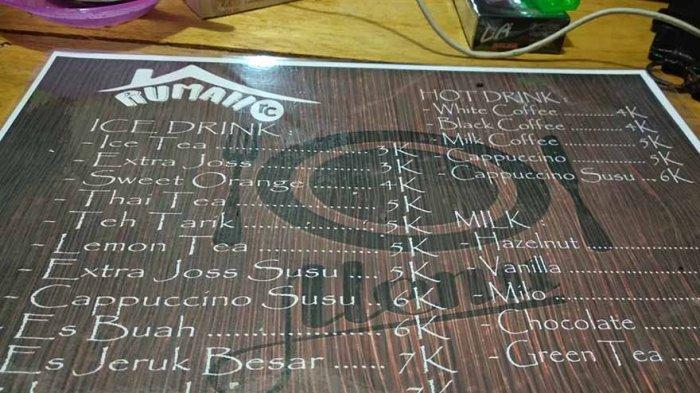 RUMAH rc
ICE DRINK
- Ice Tea ........ 3K
- Extra Joss ........ 3K
- Sweet Orange ........ 4K
- Thai Tea ........ 5K
- Teh Tarik ........ 5K
- Lemon Tea ........ 5K
- Extra Joss Susu ..... 5K
- Cappuccino Susu ... 6K
- Es Buah ........ 6K
Es Jeruk Besar ...... 7K
7K
HOT DRINK
- White Coffee ........ 4K
- Black Coffee ........ 4K
- Milk Coffee ........ 5K
- Cappuccino ........ 5K
- Cappuccino Susu ... 6K
MILK
- Hazelnut ........
- Vanilla ........
- Milo ........
- Chocolate ........
- Green Tea ........
Menu